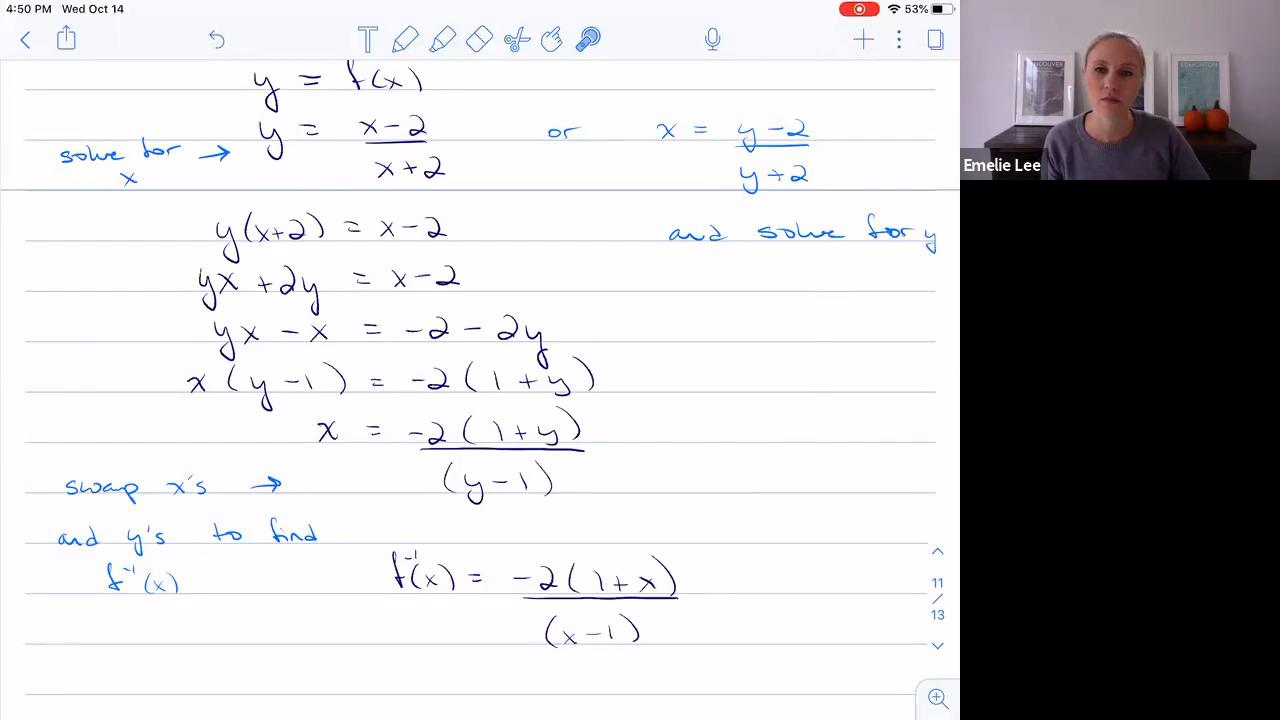 4:50 PM Wed Oct 14
53%
T
y = f(x)
y = x-2 / x+2 or x = y-2 / y+2
solve for →
x
y(x+2) = x-2 and solve for y
yx + 2y = x-2
yx - x = -2 - 2y
x (y-1) = -2 (1+y)
x = -2 (1+y) / (y-1)
swap x's →
and y's to find
f⁻¹(x)
f⁻¹(x) = -2 (1+x) / (x-1)
11
/
13
VANCOUVER
EDMONTON
Emelie Lee